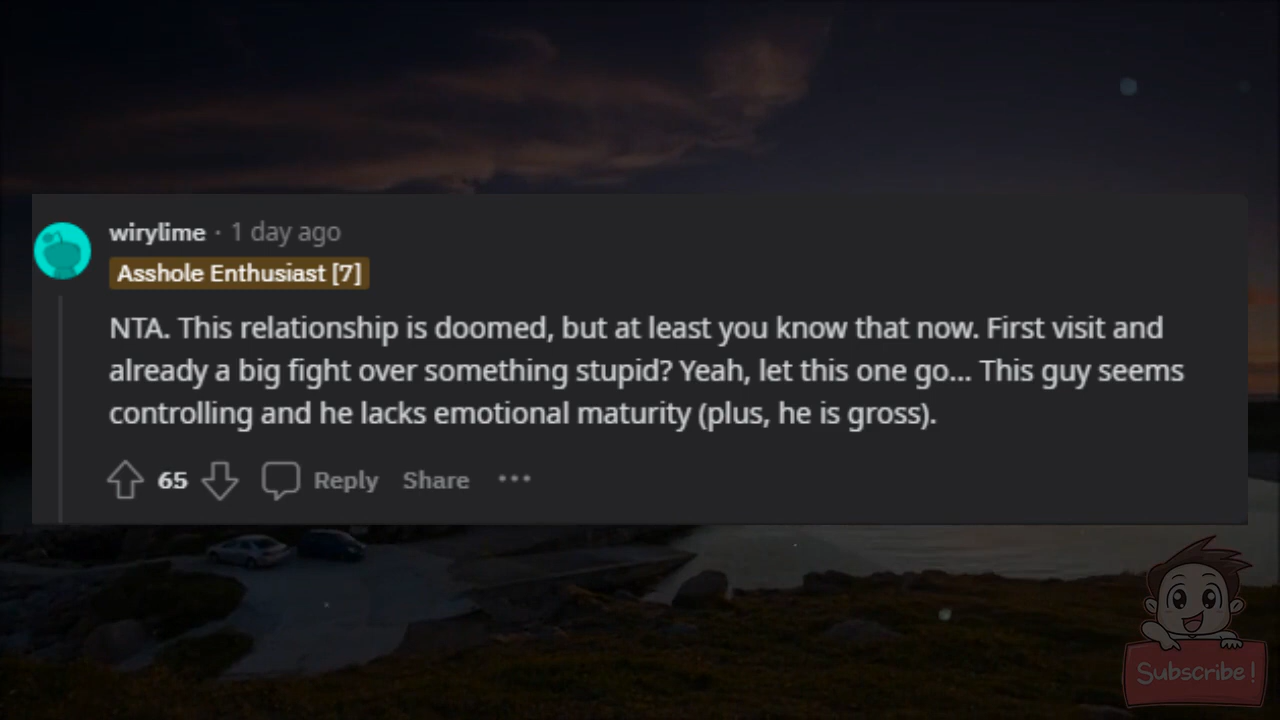 wirylime · 1 day ago
Asshole Enthusiast [7]
NTA. This relationship is doomed, but at least you know that now. First visit and
already a big fight over something stupid? Yeah, let this one go... This guy seems
controlling and he lacks emotional maturity (plus, he is gross).
65 Reply Share ···
Subscribe!